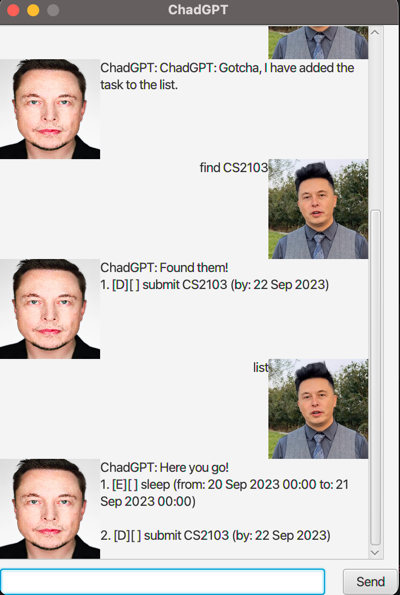 ChadGPT
ChadGPT: ChadGPT: Gotcha, I have added the
task to the list.
find CS2103
ChadGPT: Found them!
1. [D][ ] submit CS2103 (by: 22 Sep 2023)
list
ChadGPT: Here you go!
1. [E][ ] sleep (from: 20 Sep 2023 00:00 to: 21
Sep 2023 00:00)
2. [D][ ] submit CS2103 (by: 22 Sep 2023)
Send